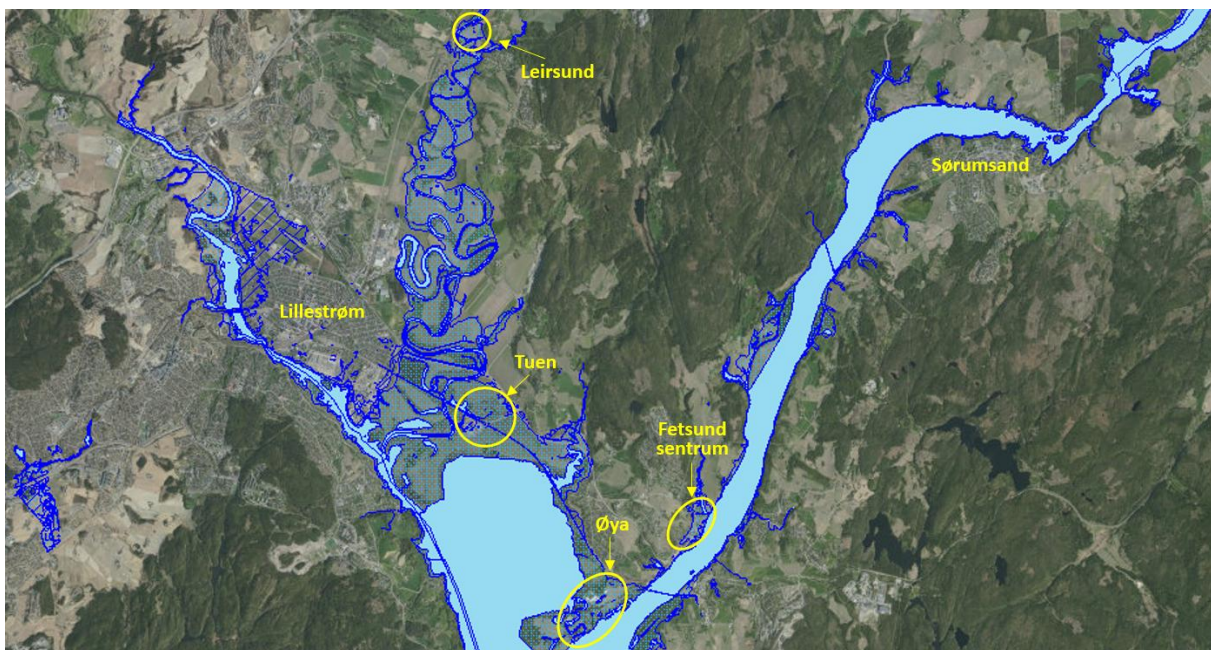 Leirsund
Sørumsand
Lillestrøm
Tuen
Fetsund
sentrum
Øya